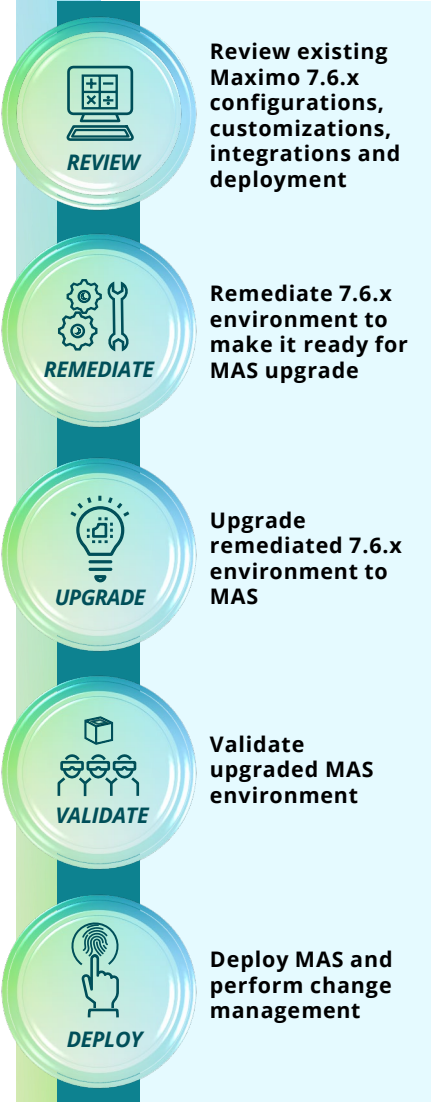 REVIEW
Review existing
Maximo 7.6.x
configurations,
customizations,
integrations and
deployment
REMEDIATE
Remediate 7.6.x
environment to
make it ready for
MAS upgrade
UPGRADE
Upgrade
remediated 7.6.x
environment to
MAS
VALIDATE
Validate
upgraded MAS
environment
DEPLOY
Deploy MAS and
perform change
management